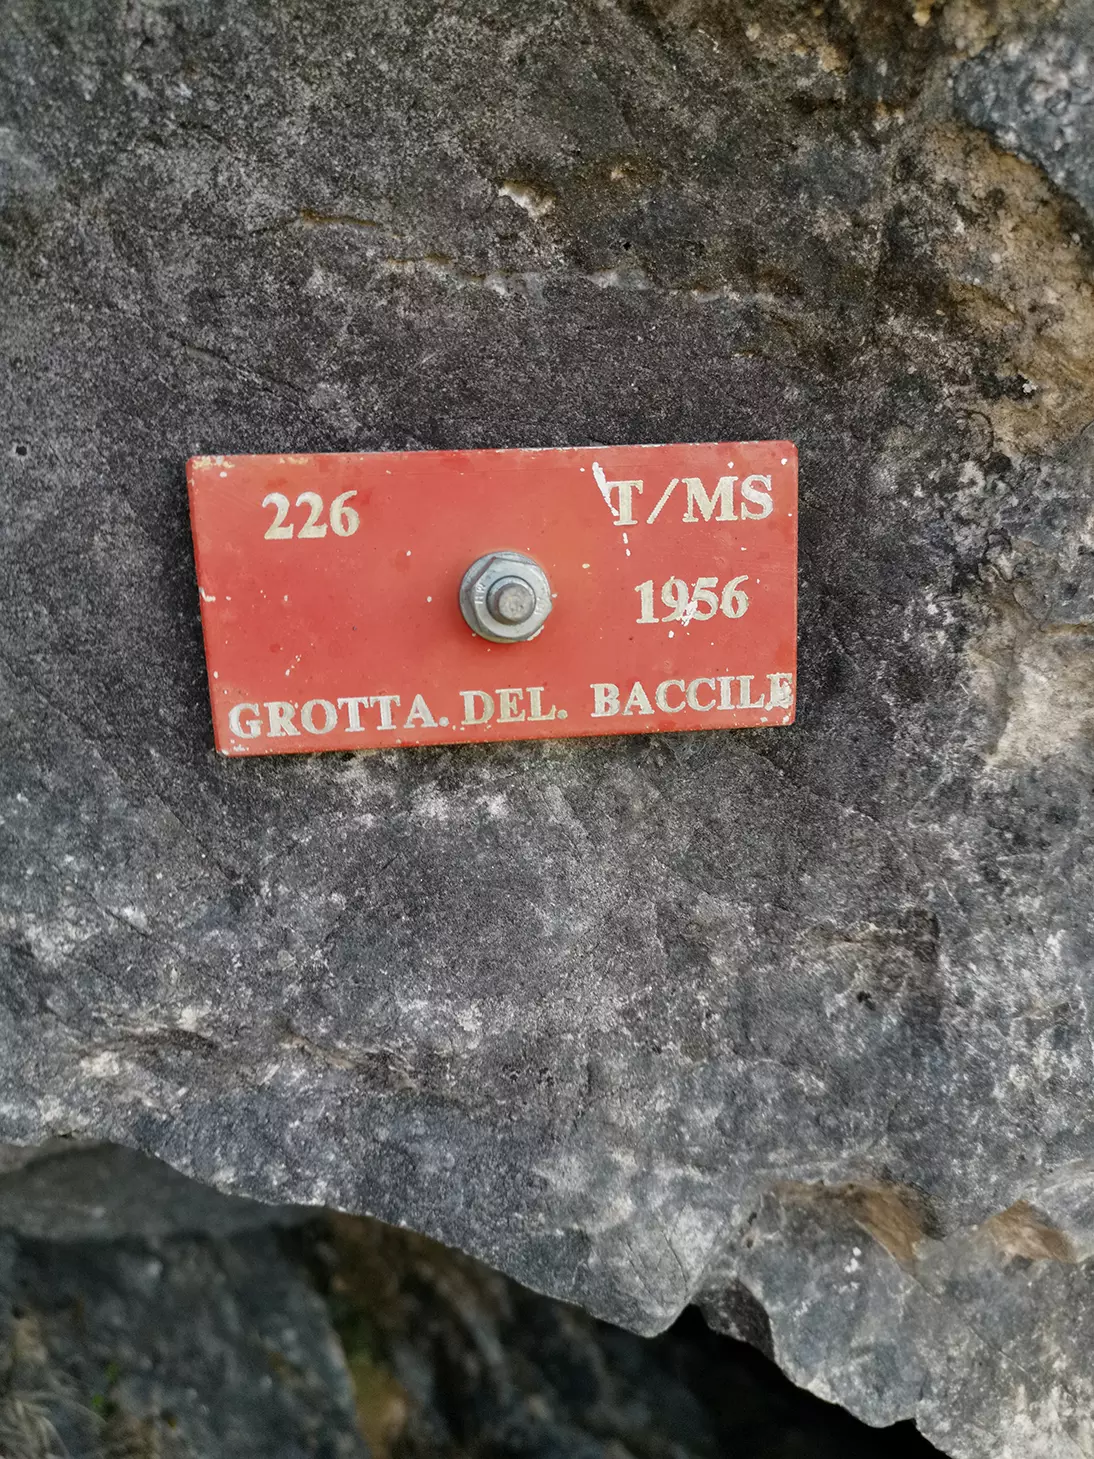 226 T/MS
1956
GROTTA. DEL. BACCILE